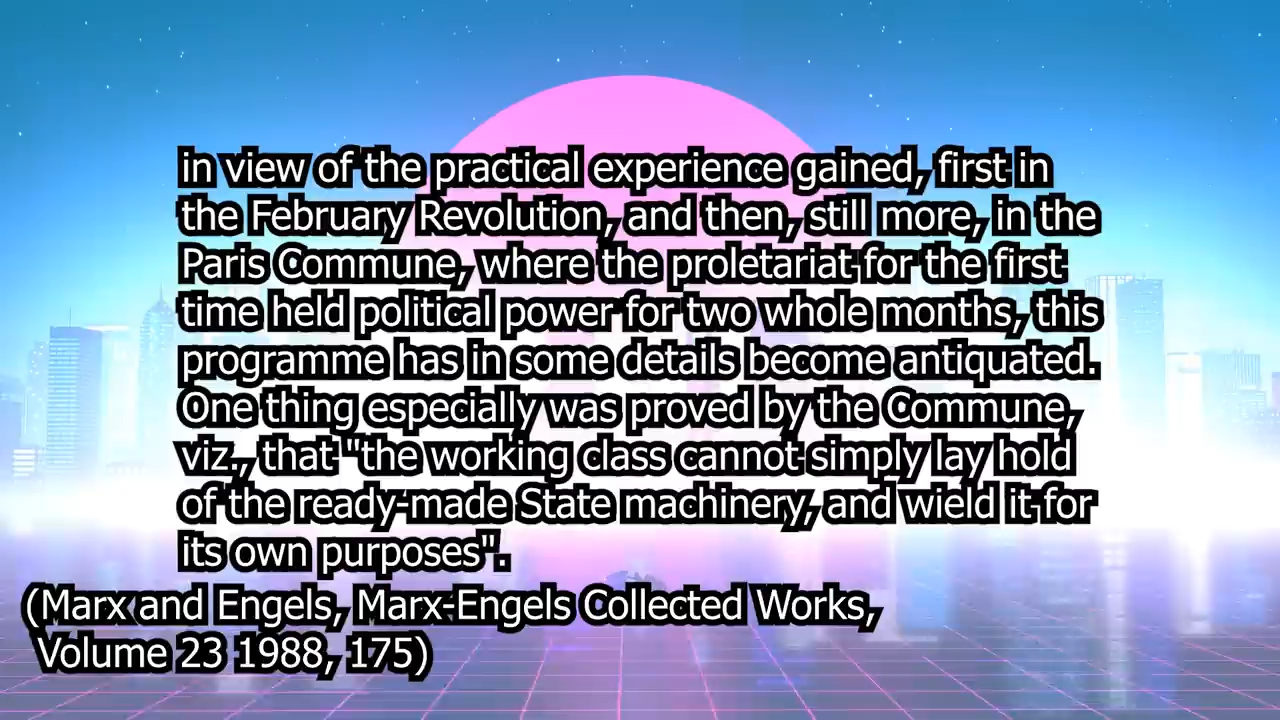 in view of the practical experience gained, first in
the February Revolution, and then, still more, in the
Paris Commune, where the proletariat for the first
time held political power for two whole months, this
programme has in some details become antiquated.
One thing especially was proved by the Commune,
viz., that "the working class cannot simply lay hold
of the ready-made State machinery, and wield it for
its own purposes".
(Marx and Engels, Marx-Engels Collected Works,
Volume 23 1988, 175)